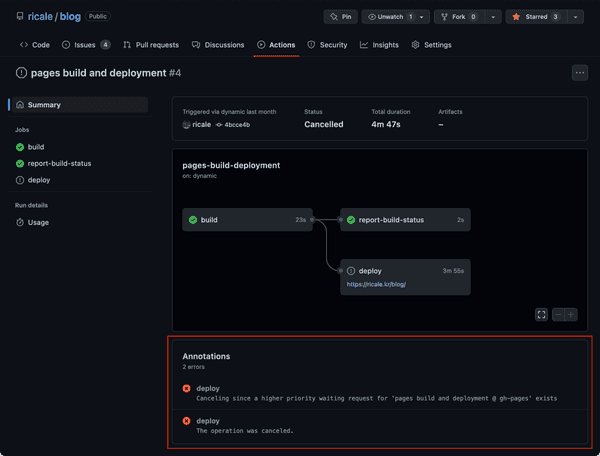 ricale / blog Public
Pin
Unwatch 1
Fork 0
Starred 3
Code
Issues 4
Pull requests
Discussions
Actions
Security
Insights
Settings
pages build and deployment #4
Summary
Jobs
build
report-build-status
deploy
Run details
Usage
Triggered via dynamic last month
ricale 4bcce4b
Status
Cancelled
Total duration
4m 47s
Artifacts
–
pages-build-deployment
on: dynamic
build 23s
report-build-status 2s
deploy 3m 55s
https://ricale.kr/blog/
Annotations
2 errors
deploy
Canceling since a higher priority waiting request for 'pages build and deployment @ gh-pages' exists
deploy
The operation was canceled.